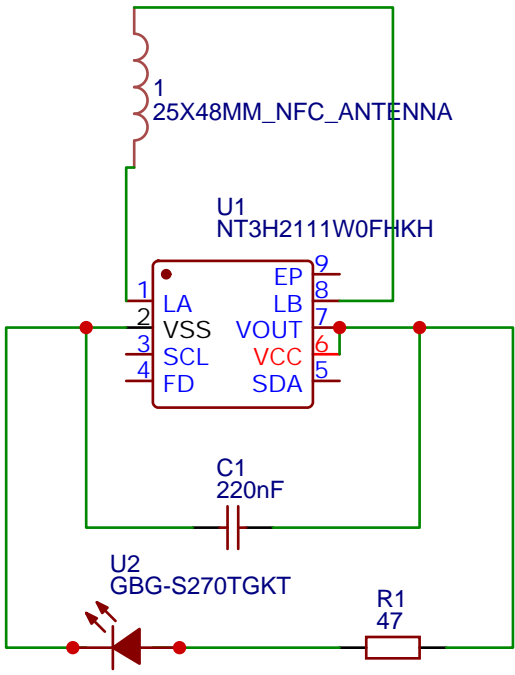 1
25X48MM_NFC_ANTENNA
U1
NT3H2111W0FHKH
EP 9
1 LA LB 8
2 VSS VOUT 7
3 SCL VCC 6
4 FD SDA 5
C1
220nF
U2
GBG-S270TGKT
R1
47